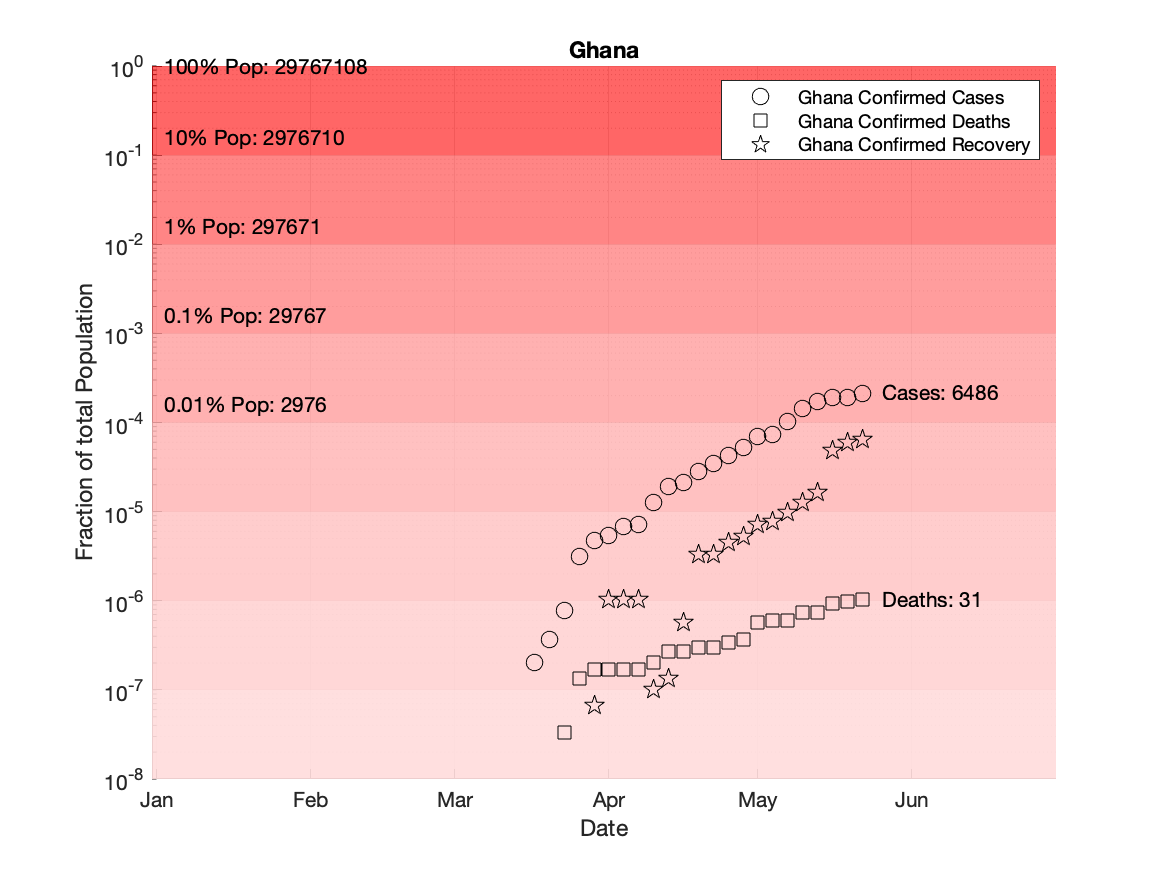 Ghana
10^0
10^-1
10^-2
10^-3
10^-4
10^-5
10^-6
10^-7
10^-8
Fraction of total Population
100% Pop: 29767108
10% Pop: 2976710
1% Pop: 297671
0.1% Pop: 29767
0.01% Pop: 2976
Ghana Confirmed Cases
Ghana Confirmed Deaths
Ghana Confirmed Recovery
Cases: 6486
Deaths: 31
Jan Feb Mar Apr May Jun
Date